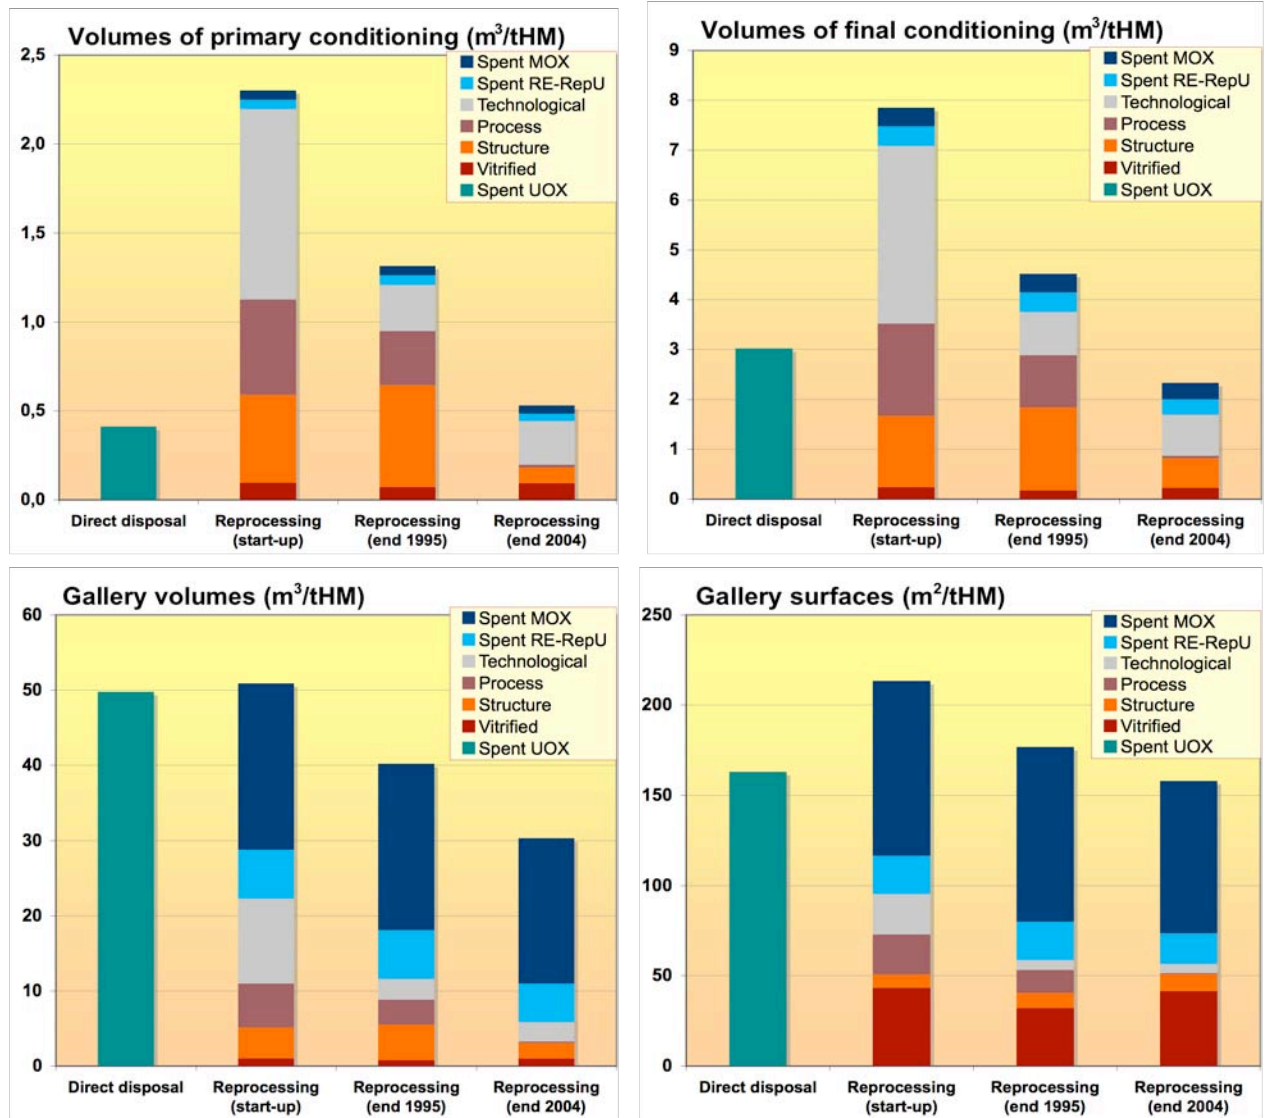 Volumes of primary conditioning (m³/tHM)
2,5
2,0
1,5
1,0
0,5
0,0
Spent MOX
Spent RE-RepU
Technological
Process
Structure
Vitrified
Spent UOX
Direct disposal
Reprocessing
(start-up)
Reprocessing
(end 1995)
Reprocessing
(end 2004)
Volumes of final conditioning (m³/tHM)
9
8
7
6
5
4
3
2
1
0
Spent MOX
Spent RE-RepU
Technological
Process
Structure
Vitrified
Spent UOX
Direct disposal
Reprocessing
(start-up)
Reprocessing
(end 1995)
Reprocessing
(end 2004)
Gallery volumes (m³/tHM)
60
50
40
30
20
10
0
Spent MOX
Spent RE-RepU
Technological
Process
Structure
Vitrified
Spent UOX
Direct disposal
Reprocessing
(start-up)
Reprocessing
(end 1995)
Reprocessing
(end 2004)
Gallery surfaces (m²/tHM)
250
200
150
100
50
0
Spent MOX
Spent RE-RepU
Technological
Process
Structure
Vitrified
Spent UOX
Direct disposal
Reprocessing
(start-up)
Reprocessing
(end 1995)
Reprocessing
(end 2004)